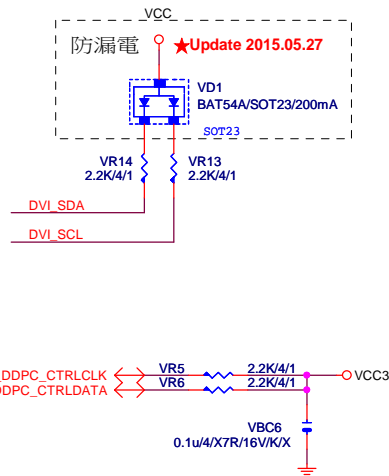 VCC
防漏電
★Update 2015.05.27
VD1
BAT54A/SOT23/200mA
SOT23
VR14
2.2K/4/1
VR13
2.2K/4/1
DVI_SDA
DVI_SCL
_DDPC_CTRLCLK
VR5
2.2K/4/1
DDPC_CTRLDATA
VR6
2.2K/4/1
VCC3
VBC6
0.1u/4/X7R/16V/K/X